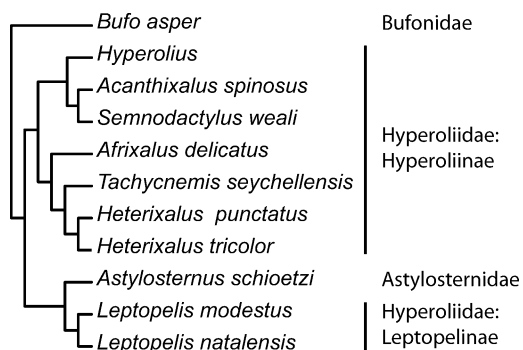 Bufo asper Bufonidae
Hyperolius
Acanthixalus spinosus
Semnodactylus weali
Afrixalus delicatus
Tachycnemis seychellensis
Heterixalus punctatus
Heterixalus tricolor
Hyperoliidae:
Hyperoliinae
Astylosternus schioetzi Astylosternidae
Leptopelis modestus
Leptopelis natalensis
Hyperoliidae:
Leptopelinae